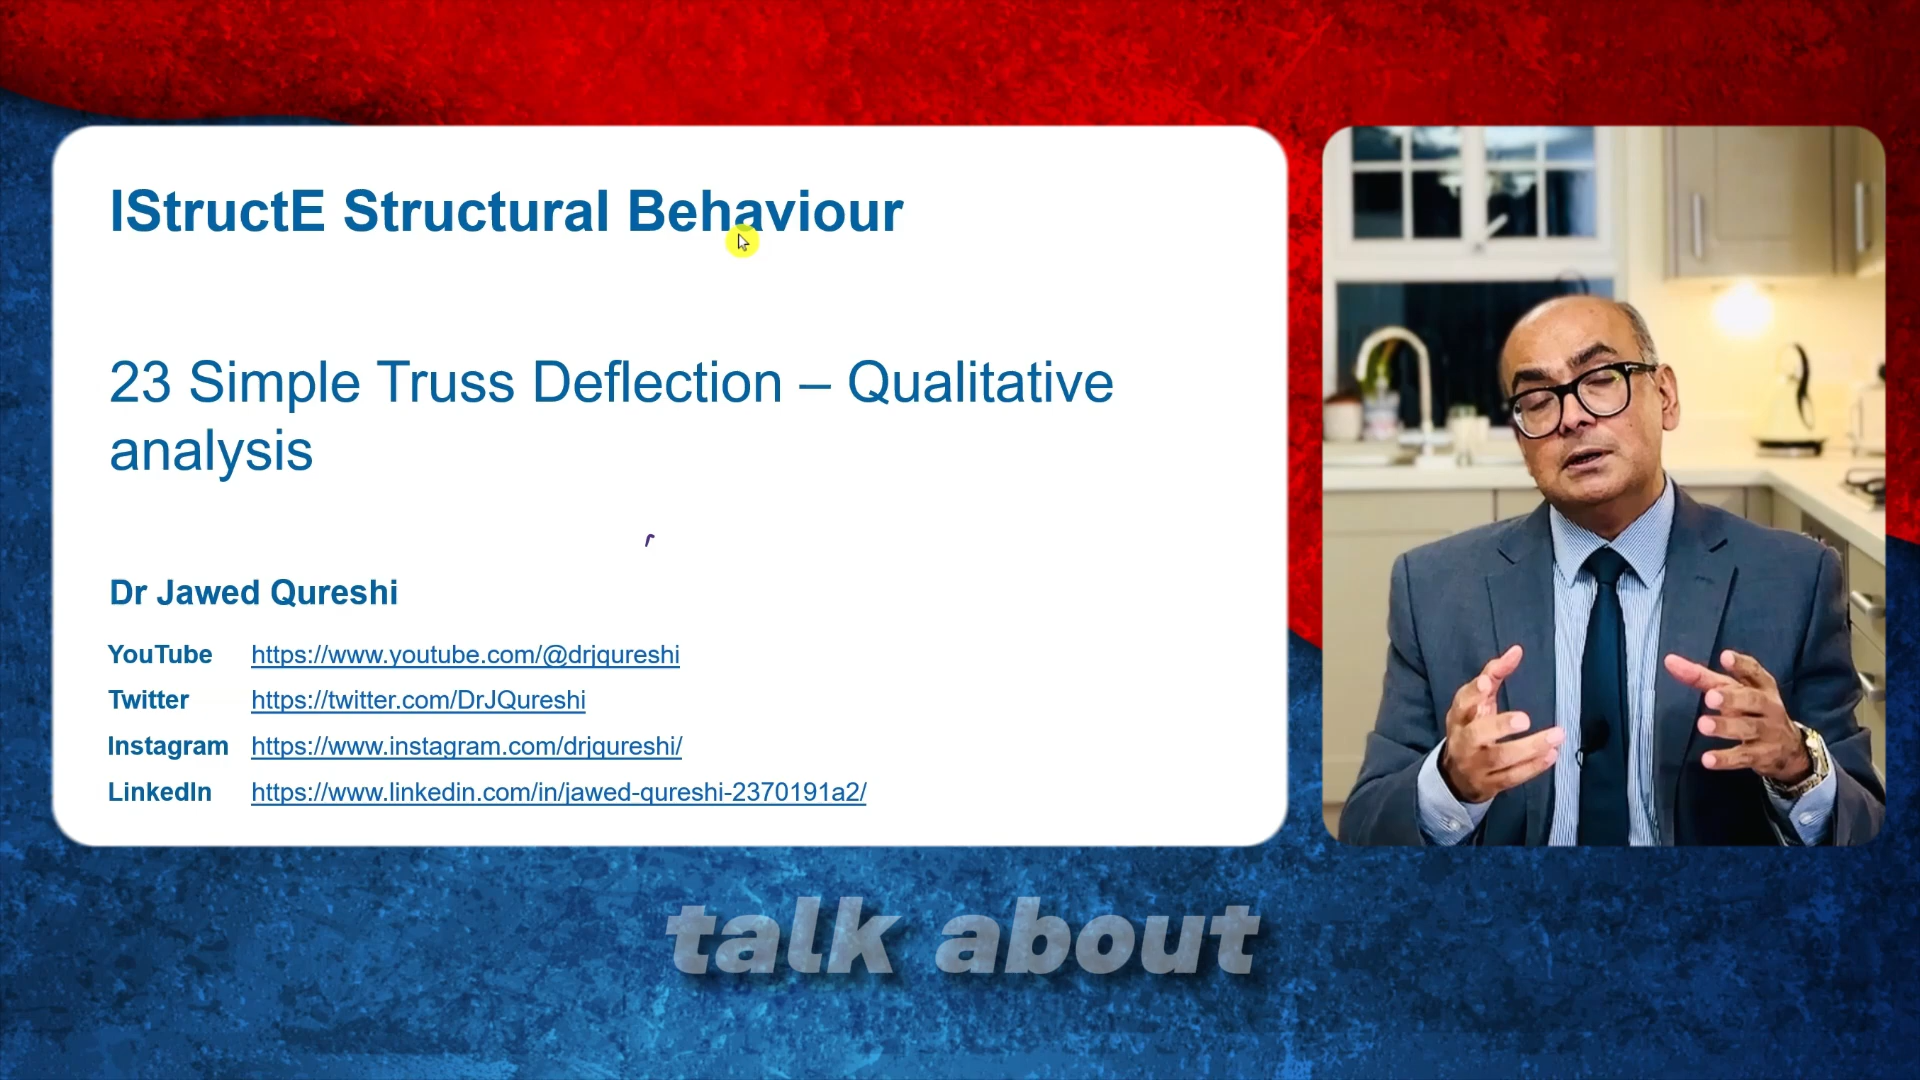 IStructE Structural Behaviour
23 Simple Truss Deflection – Qualitative
analysis
Dr Jawed Qureshi
YouTube https://www.youtube.com/@drjqureshi
Twitter https://twitter.com/DrJQureshi
Instagram https://www.instagram.com/drjqureshi/
LinkedIn https://www.linkedin.com/in/jawed-qureshi-2370191a2/
talk about